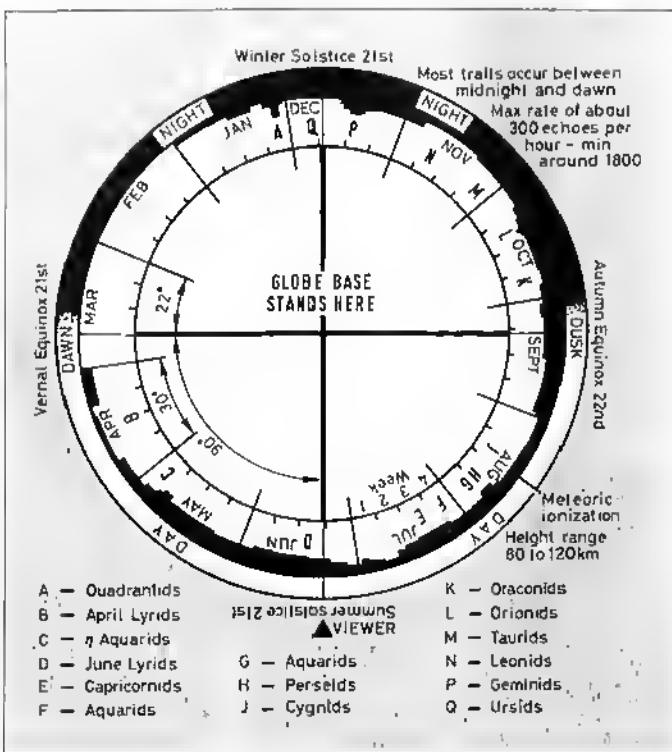 Winter Solstice 21st
Most trails occur between
midnight and dawn
Max rate of about
300 echoes per
hour - min
around 1800
NIGHT
NIGHT
JAN
A
DEC
Q
P
N
NOV
M
L
OCT
K
FEB
MAR
Vernal Equinox 21st
DAWN
GLOBE BASE
STANDS HERE
22°
30°
90°
Autumn Equinox 22nd
DUSK
SEPT
APR
B
C
MAY
DAY
D
JUN
1
2
3
4
Week
JUL
E
F
G
H
J
AUG
DAY
Meteoric
ionization
Height range
80 to 120km
Summer solstice 21st
VIEWER
A — Quadrantids
B — April Lyrids
C — η Aquarids
D — June Lyrids
E — Capricornids
F — Aquarids
G — Aquarids
H — Perseids
J — Cygnids
K — Draconids
L — Orionids
M — Taurids
N — Leonids
P — Geminids
Q — Ursids